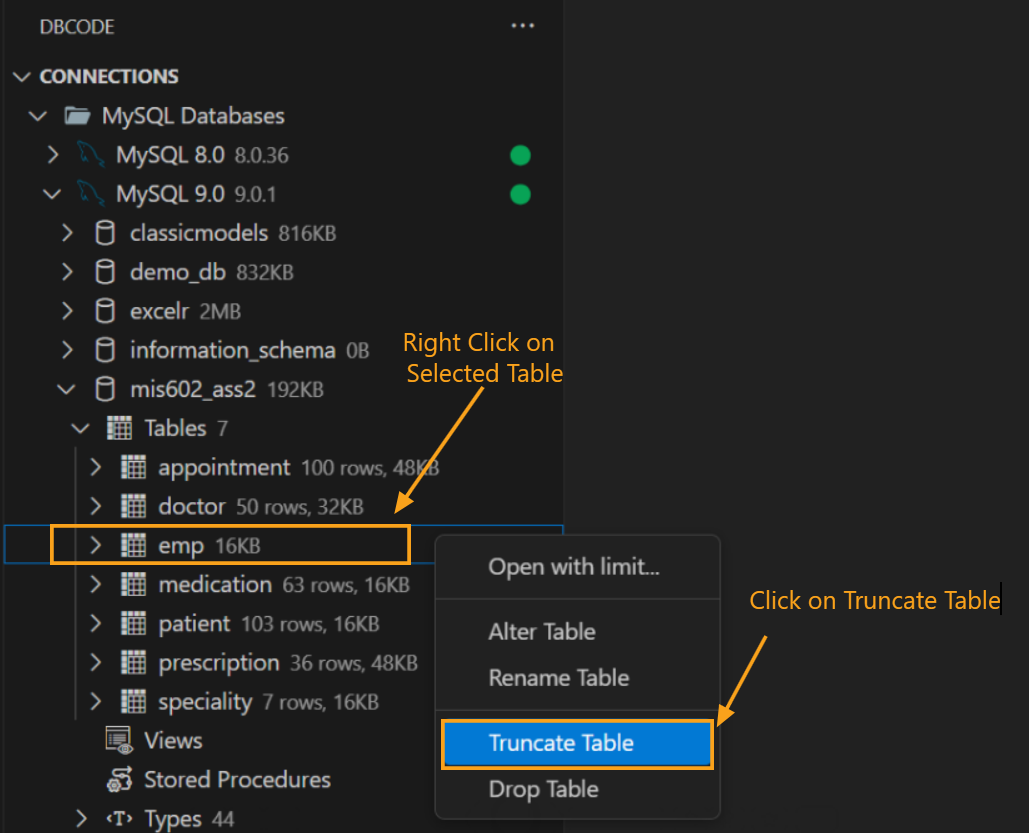 DBCODE
CONNECTIONS
MySQL Databases
MySQL 8.0 8.0.36
MySQL 9.0 9.0.1
classicmodels 816KB
demo_db 832KB
excelr 2MB
information_schema 0B
Right Click on
Selected Table
mis602_ass2 192KB
Tables 7
appointment 100 rows, 48KB
doctor 50 rows, 32KB
emp 16KB
medication 63 rows, 16KB
patient 103 rows, 16KB
prescription 36 rows, 48KB
speciality 7 rows, 16KB
Views
Stored Procedures
<T> Types 44
Open with limit...
Alter Table
Rename Table
Truncate Table
Drop Table
Click on Truncate Table